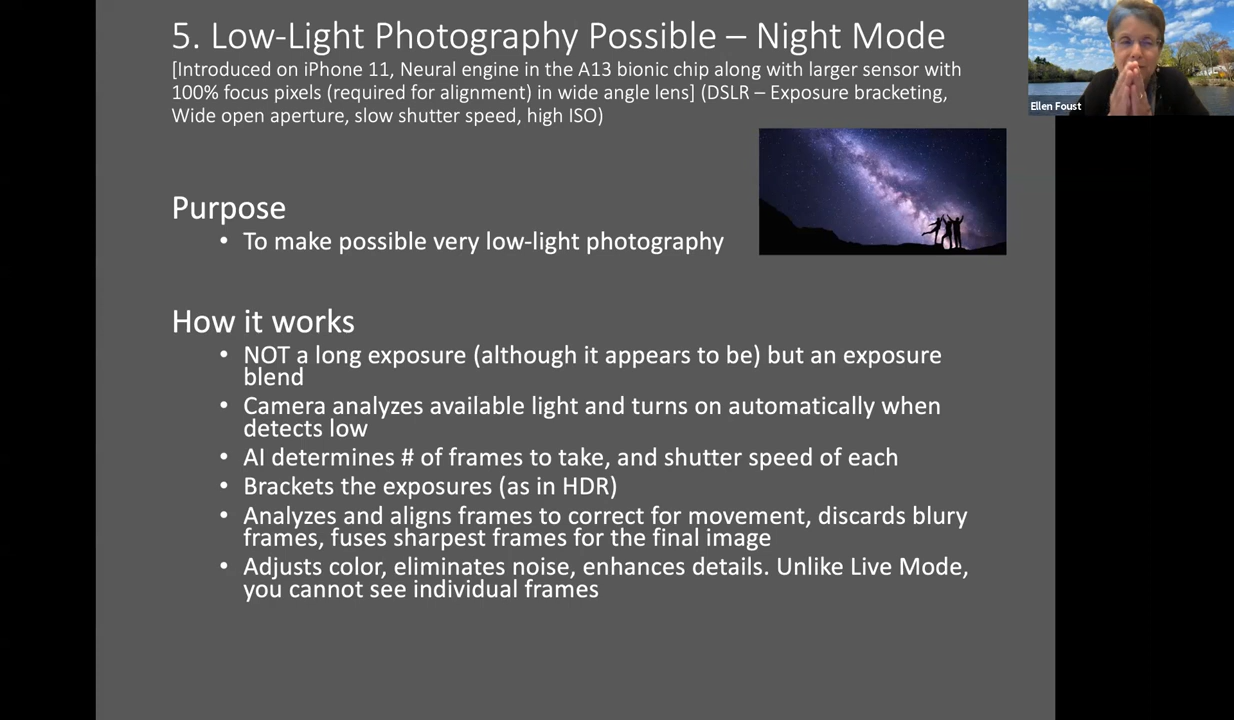 5. Low-Light Photography Possible – Night Mode
[Introduced on iPhone 11, Neural engine in the A13 bionic chip along with larger sensor with
100% focus pixels (required for alignment) in wide angle lens] (DSLR – Exposure bracketing,
Wide open aperture, slow shutter speed, high ISO)
Ellen Foust
Purpose
• To make possible very low-light photography
How it works
• NOT a long exposure (although it appears to be) but an exposure
blend
• Camera analyzes available light and turns on automatically when
detects low
• AI determines # of frames to take, and shutter speed of each
• Brackets the exposures (as in HDR)
• Analyzes and aligns frames to correct for movement, discards blury
frames, fuses sharpest frames for the final image
• Adjusts color, eliminates noise, enhances details. Unlike Live Mode,
you cannot see individual frames